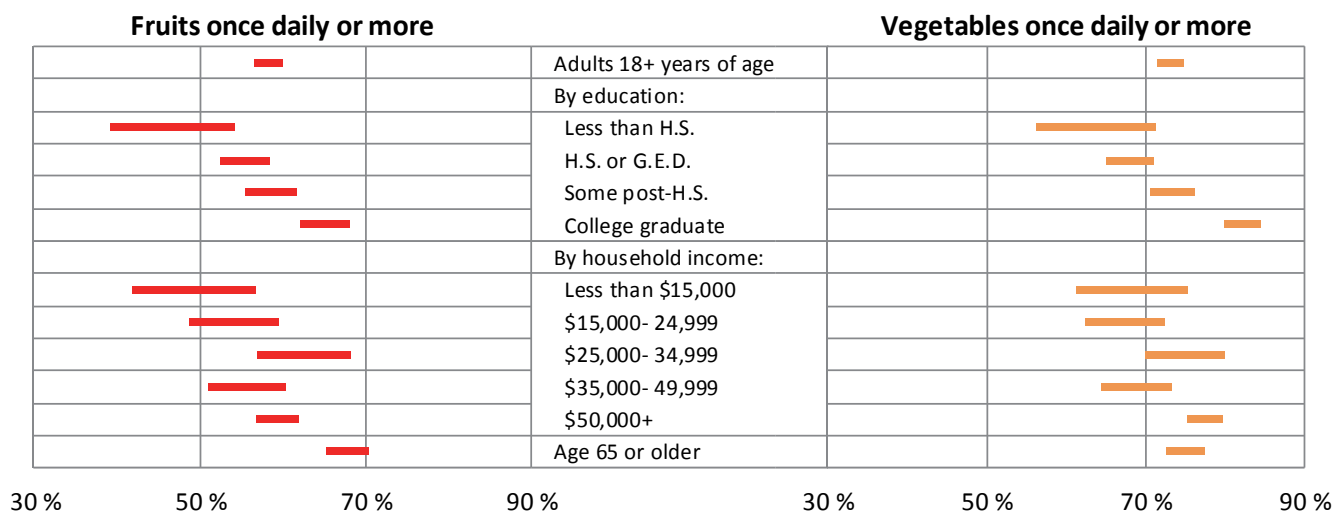 Fruits once daily or more
Vegetables once daily or more
Adults 18+ years of age
By education:
Less than H.S.
H.S. or G.E.D.
Some post-H.S.
College graduate
By household income:
Less than $15,000
$15,000- 24,999
$25,000- 34,999
$35,000- 49,999
$50,000+
Age 65 or older
30 % 50 % 70 % 90 % 30% 50 % 70 % 90 %